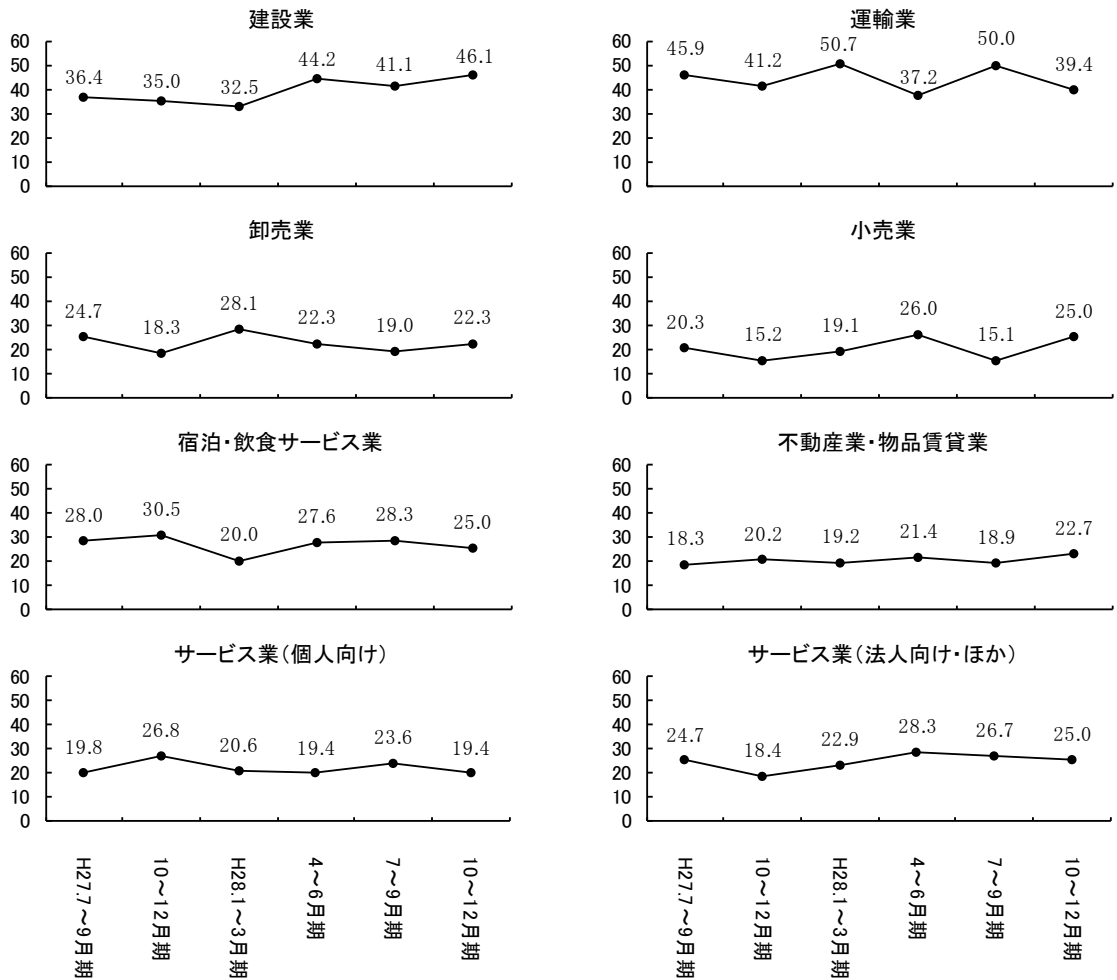 建設業
60
50
40
30
20
10
0
36.4 35.0 32.5 44.2 41.1 46.1
運輸業
60
50
40
30
20
10
0
45.9 41.2 50.7 37.2 50.0 39.4
卸売業
60
50
40
30
20
10
0
24.7 18.3 28.1 22.3 19.0 22.3
小売業
60
50
40
30
20
10
0
20.3 15.2 19.1 26.0 15.1 25.0
宿泊・飲食サービス業
60
50
40
30
20
10
0
28.0 30.5 20.0 27.6 28.3 25.0
不動産業・物品賃貸業
60
50
40
30
20
10
0
18.3 20.2 19.2 21.4 18.9 22.7
サービス業(個人向け)
60
50
40
30
20
10
0
19.8 26.8 20.6 19.4 23.6 19.4
H27.7～9月期
10～12月期
H28.1～3月期
4～6月期
7～9月期
10～12月期
サービス業(法人向け・ほか)
60
50
40
30
20
10
0
24.7 18.4 22.9 28.3 26.7 25.0
H27.7～9月期
10～12月期
H28.1～3月期
4～6月期
7～9月期
10～12月期